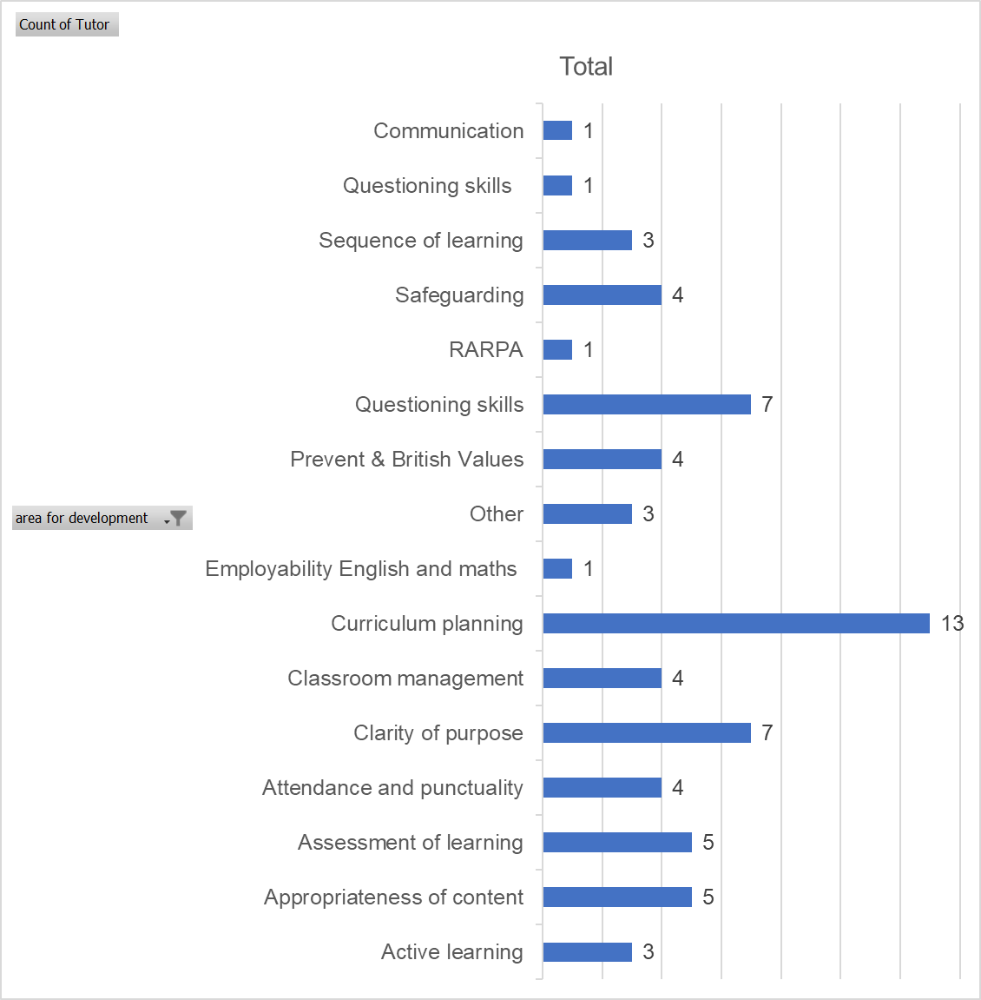 Count of Tutor
Total
Communication 1
Questioning skills 1
Sequence of learning 3
Safeguarding 4
RARPA 1
Questioning skills 7
Prevent & British Values 4
Other 3
area for development
Employability English and maths 1
Curriculum planning 13
Classroom management 4
Clarity of purpose 7
Attendance and punctuality 4
Assessment of learning 5
Appropriateness of content 5
Active learning 3